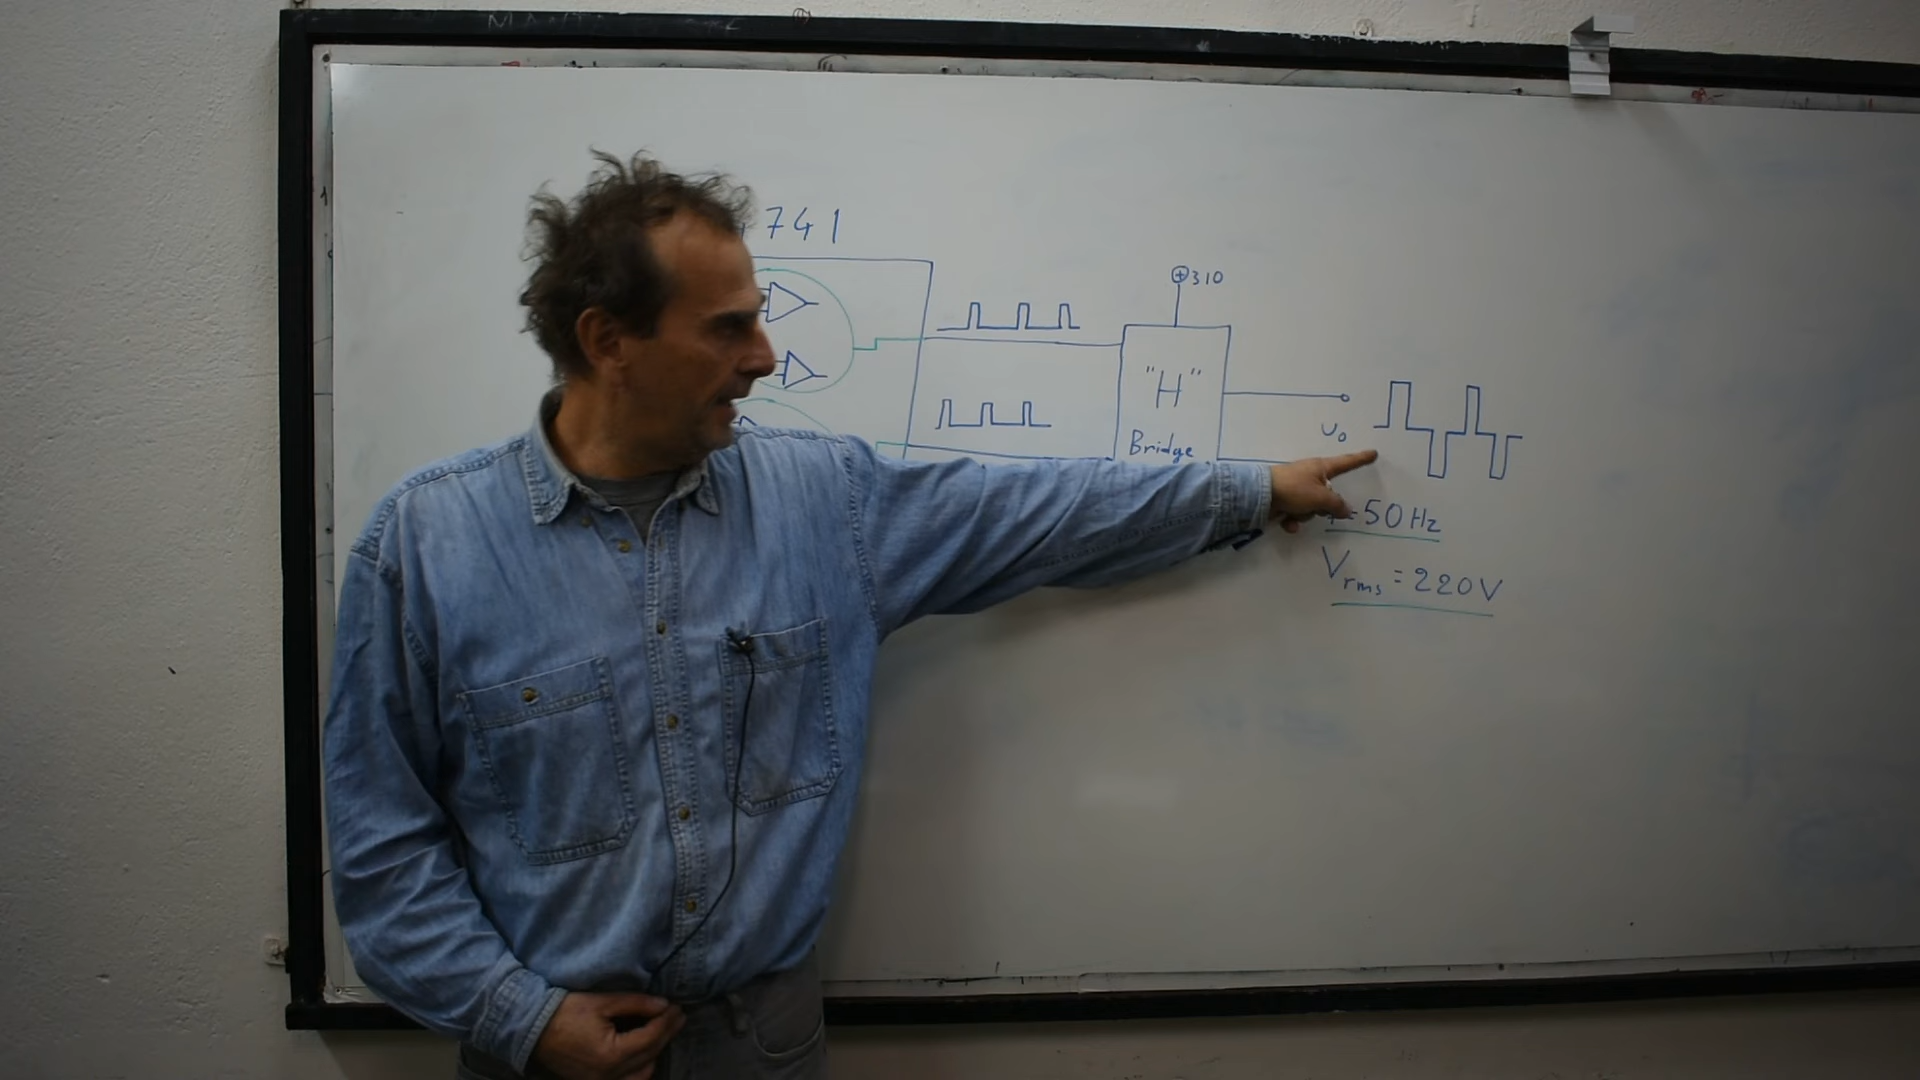 741
+310
"H"
Bridge
U₀
=50 Hz
Vrms = 220V